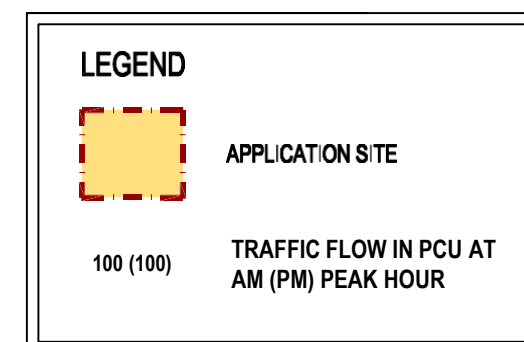 LEGEND
APPLICATION SITE
100 (100)
TRAFFIC FLOW IN PCU AT
AM (PM) PEAK HOUR